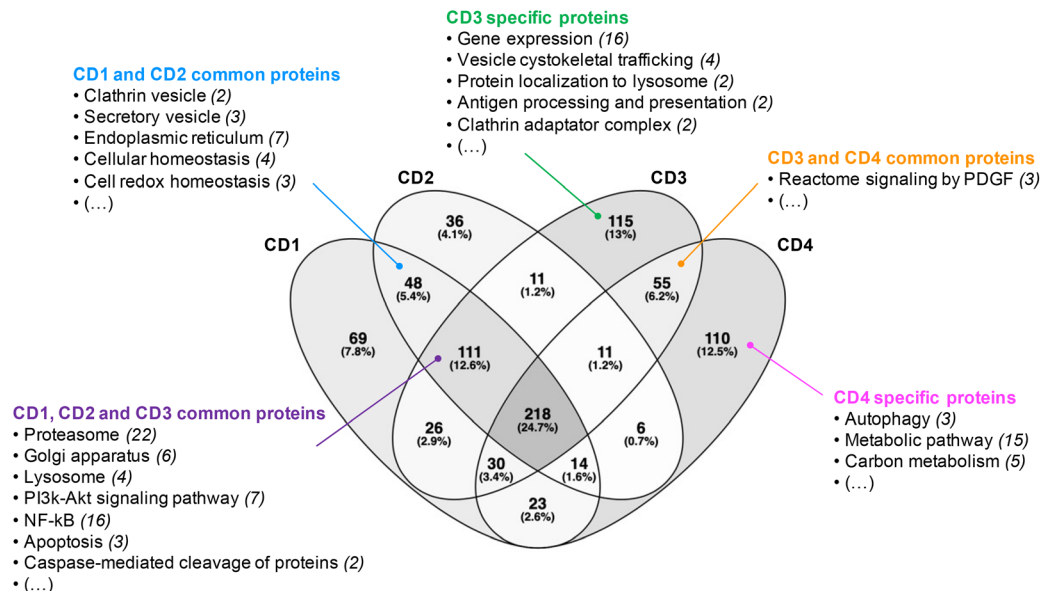 CD3 specific proteins
• Gene expression (16)
• Vesicle cystokeletal trafficking (4)
• Protein localization to lysosome (2)
• Antigen processing and presentation (2)
• Clathrin adaptator complex (2)
• (…)
CD1 and CD2 common proteins
• Clathrin vesicle (2)
• Secretory vesicle (3)
• Endoplasmic reticulum (7)
• Cellular homeostasis (4)
• Cell redox homeostasis (3)
• (…)
CD3 and CD4 common proteins
• Reactome signaling by PDGF (3)
• (…)
CD2
CD3
CD1
CD4
36
(4.1%)
115
(13%)
48
(5.4%)
11
(1.2%)
55
(6.2%)
69
(7.8%)
111
(12.6%)
11
(1.2%)
110
(12.5%)
218
(24.7%)
26
(2.9%)
6
(0.7%)
30
(3.4%)
14
(1.6%)
23
(2.6%)
CD4 specific proteins
• Autophagy (3)
• Metabolic pathway (15)
• Carbon metabolism (5)
• (…)
CD1, CD2 and CD3 common proteins
• Proteasome (22)
• Golgi apparatus (6)
• Lysosome (4)
• PI3k-Akt signaling pathway (7)
• NF-kB (16)
• Apoptosis (3)
• Caspase-mediated cleavage of proteins (2)
• (…)